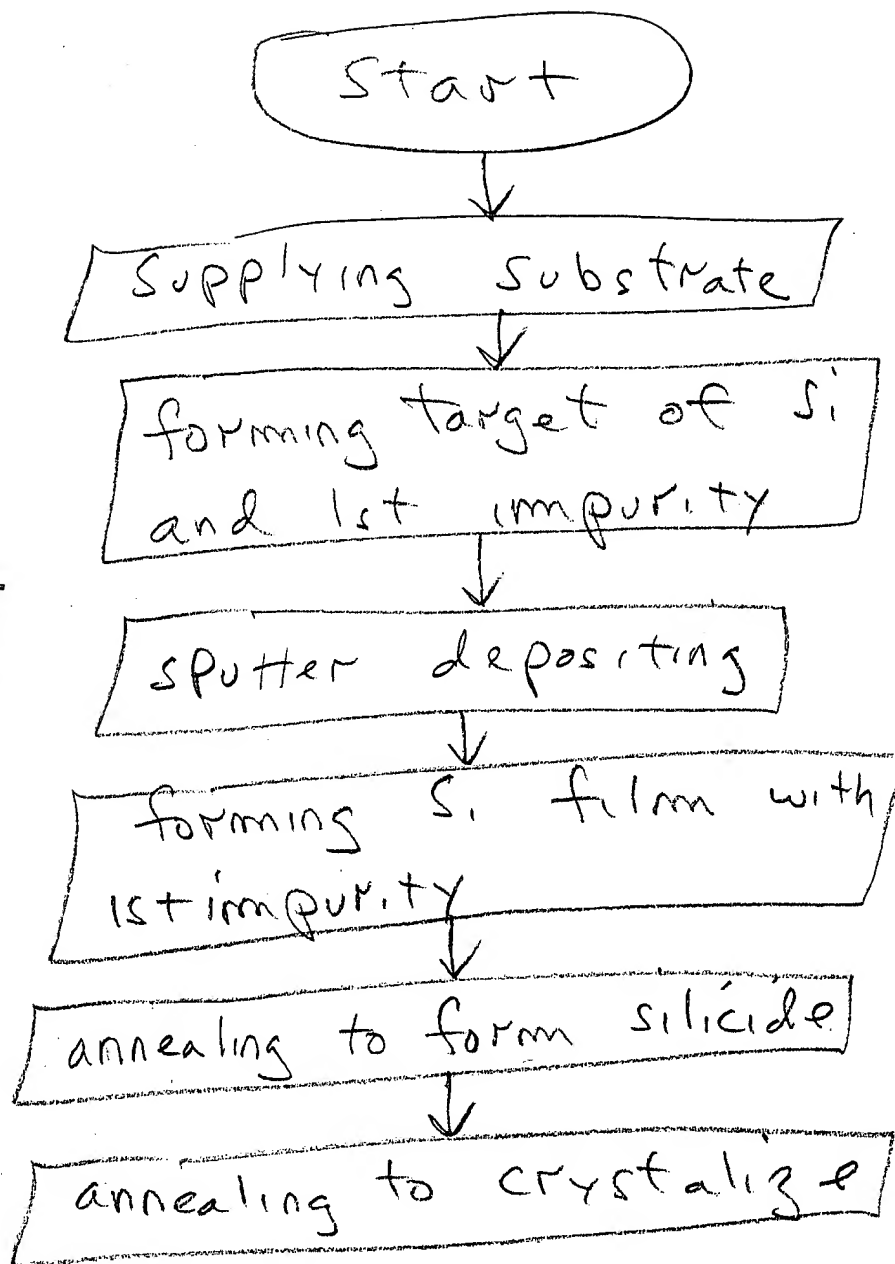 Start
Supplying substrate
forming target of Si
and 1st impurity
sputter depositing
forming Si film with
1st impurity
annealing to form silicide
annealing to crystalize